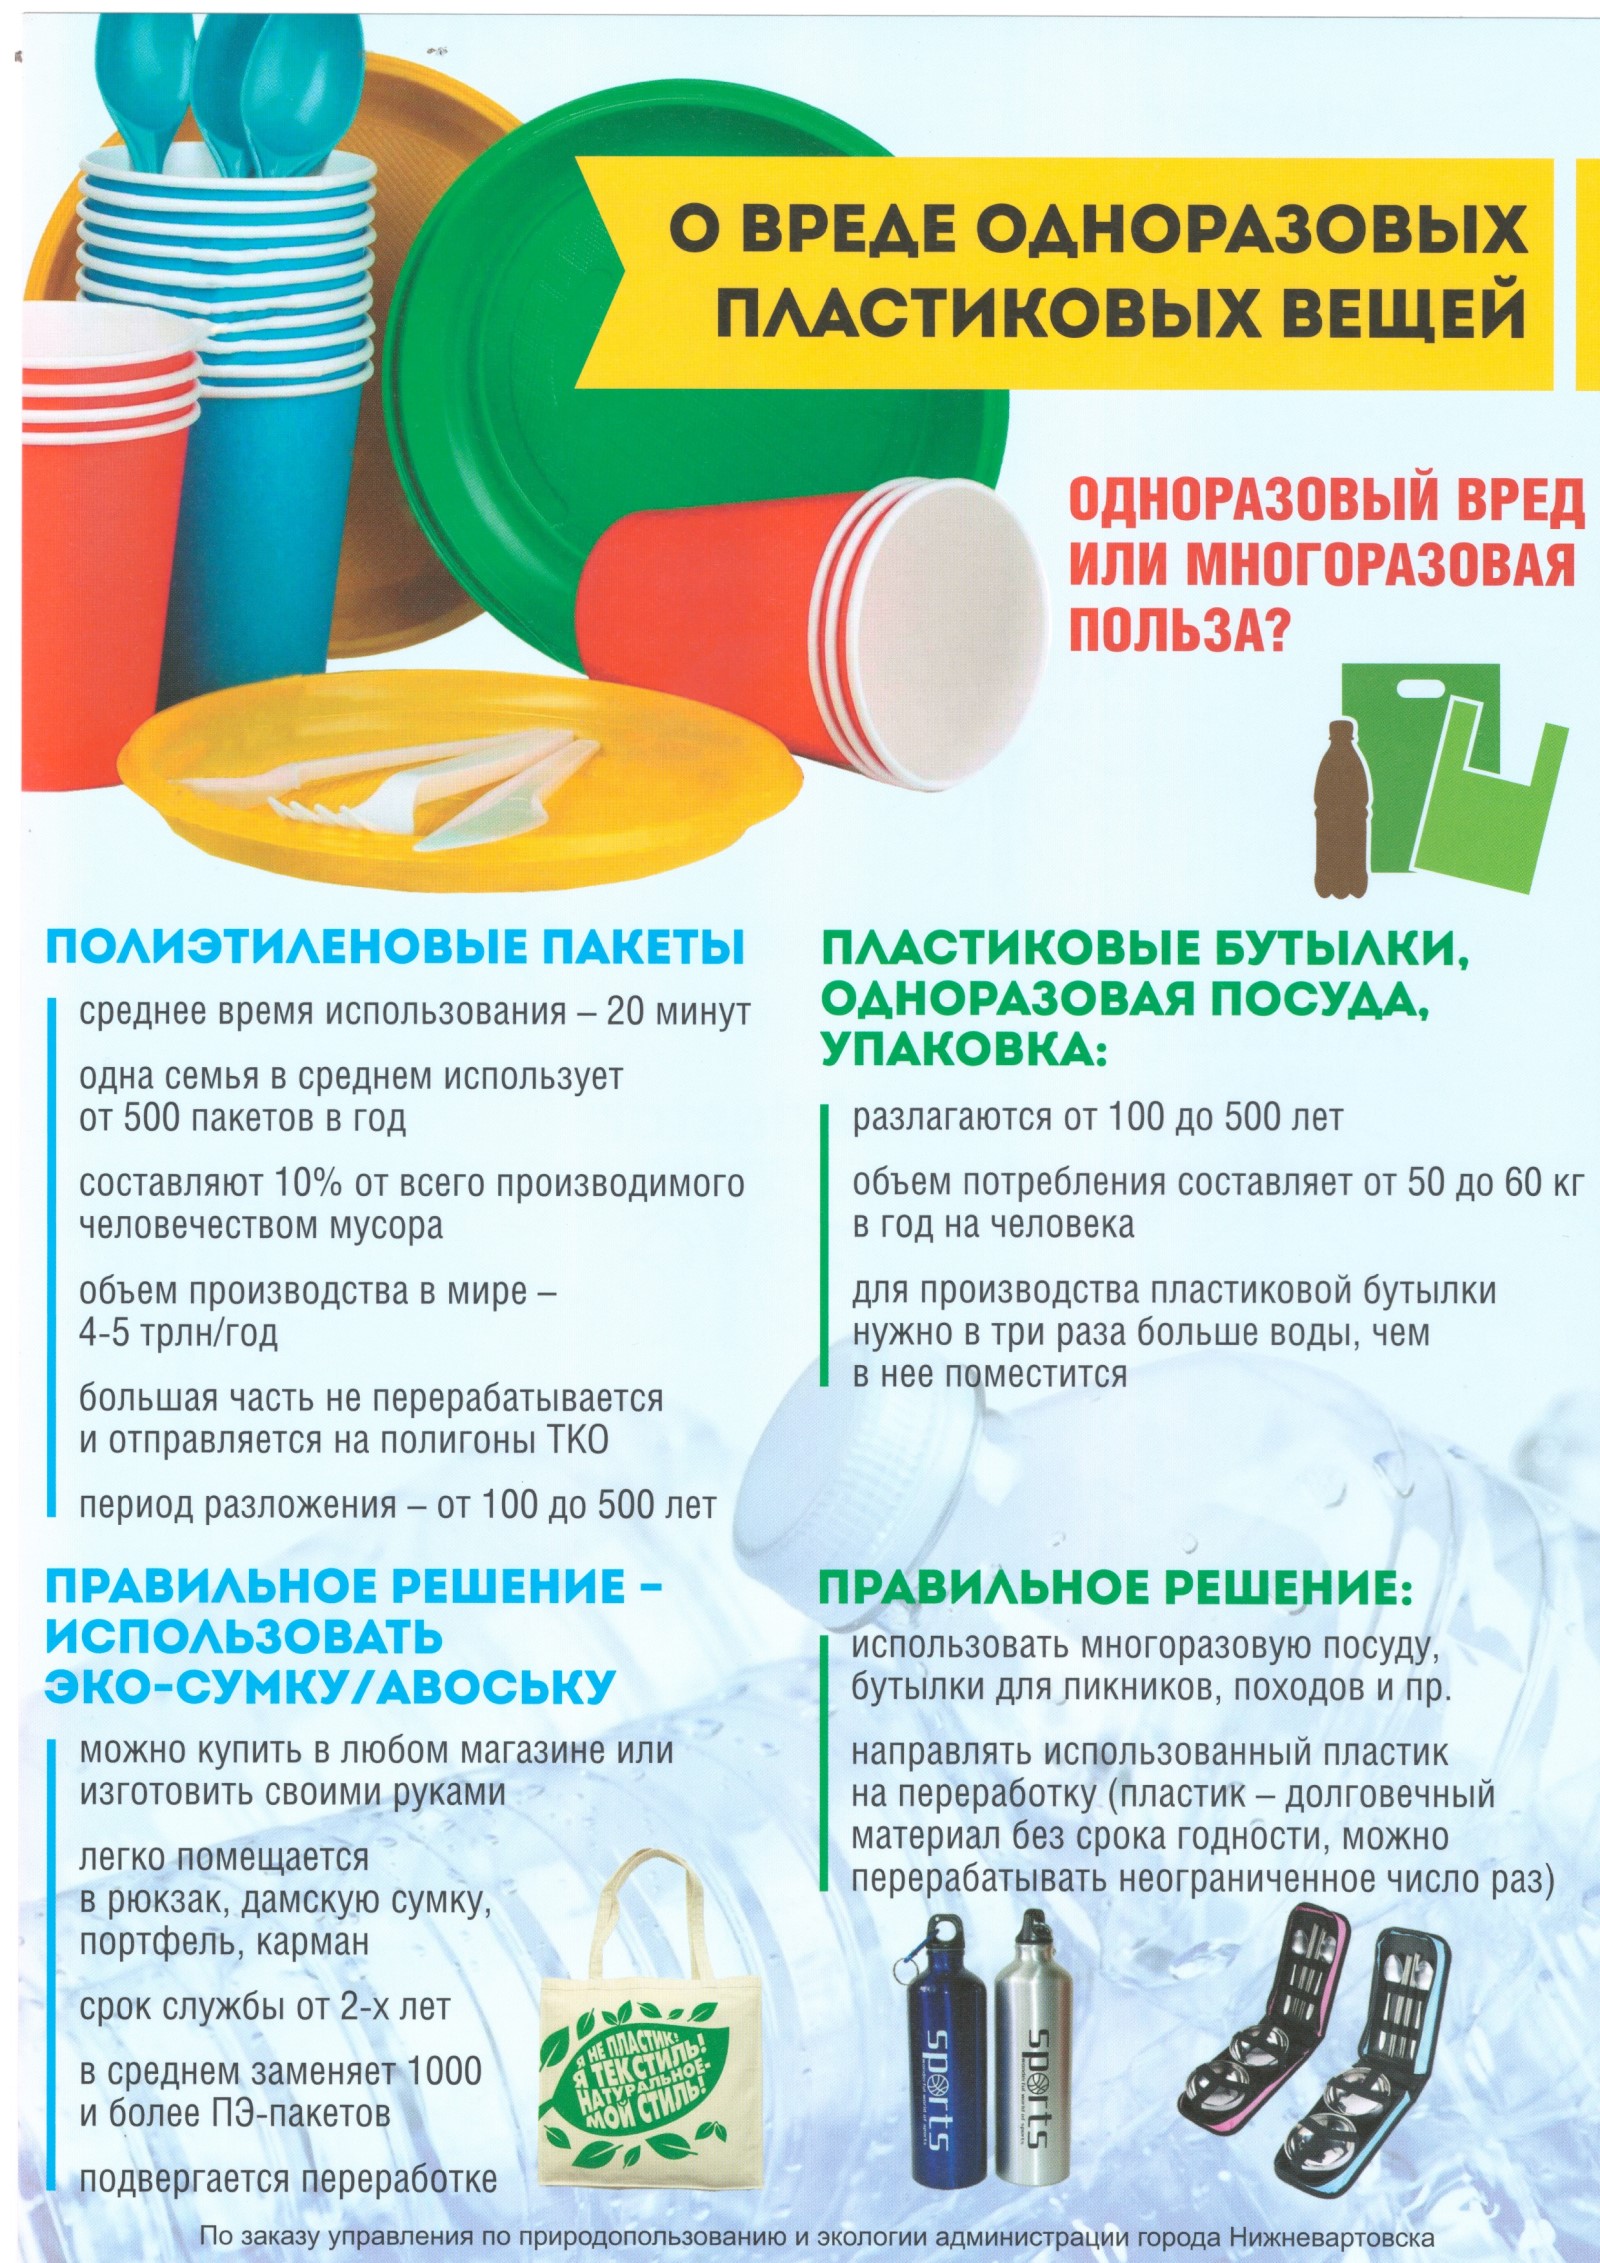 О ВРЕДЕ ОДНОРАЗОВЫХ
ПЛАСТИКОВЫХ ВЕЩЕЙ
ОДНОРАЗОВЫЙ ВРЕД
ИЛИ МНОГОРАЗОВАЯ
ПОЛЬЗА?
ПОЛИЭТИЛЕНОВЫЕ ПАКЕТЫ
среднее время использования – 20 минут
одна семья в среднем использует
от 500 пакетов в год
составляют 10% от всего производимого
человечеством мусора
объем производства в мире –
4-5 трлн/год
большая часть не перерабатывается
и отправляется на полигоны ТКО
период разложения – от 100 до 500 лет
ПРАВИЛЬНОЕ РЕШЕНИЕ –
ИСПОЛЬЗОВАТЬ
ЭКО-СУМКУ/АВОСЬКУ
можно купить в любом магазине или
изготовить своими руками
легко помещается
в рюкзак, дамскую сумку,
портфель, карман
срок службы от 2-х лет
в среднем заменяет 1000
и более ПЭ-пакетов
подвергается переработке
Я НЕ ПЛАСТИК!
Я ТЕКСТИЛЬ!
НАТУРАЛЬНОЕ-
МОЙ СТИЛЬ!
ПЛАСТИКОВЫЕ БУТЫЛКИ,
ОДНОРАЗОВАЯ ПОСУДА,
УПАКОВКА:
разлагаются от 100 до 500 лет
объем потребления составляет от 50 до 60 кг
в год на человека
для производства пластиковой бутылки
нужно в три раза больше воды, чем
в нее поместится
ПРАВИЛЬНОЕ РЕШЕНИЕ:
использовать многоразовую посуду,
бутылки для пикников, походов и пр.
направлять использованный пластик
на переработку (пластик – долговечный
материал без срока годности, можно
перерабатывать неограниченное число раз)
sports
sports
По заказу управления по природопользованию и экологии администрации города Нижневартовска